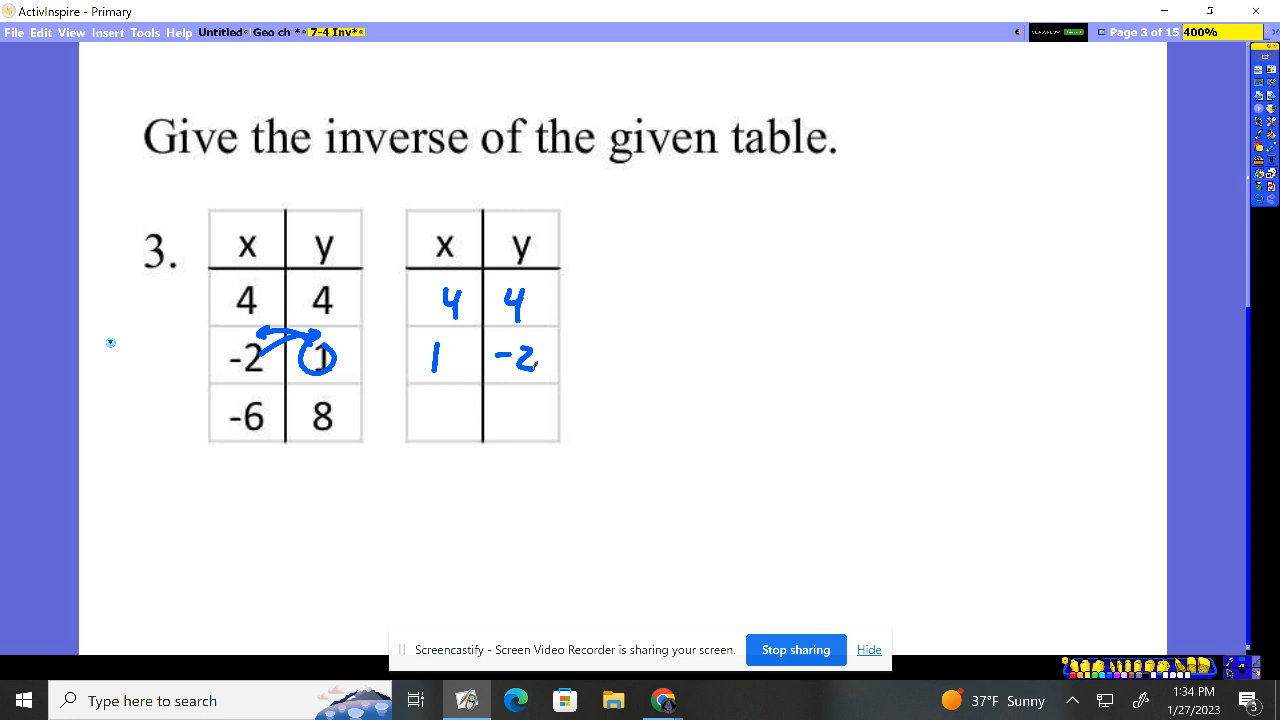 ActivInspire - Primary
File Edit View Insert Tools Help Untitled* Geo ch * 7-4 Inv* Page 3 of 15 400%
Give the inverse of the given table.
3.
x y
4 4
-2 1
-6 8
x y
4 4
1 -2
Screencastify - Screen Video Recorder is sharing your screen. Stop sharing Hide
Type here to search
37°F Sunny
1:34 PM
1/27/2023
3